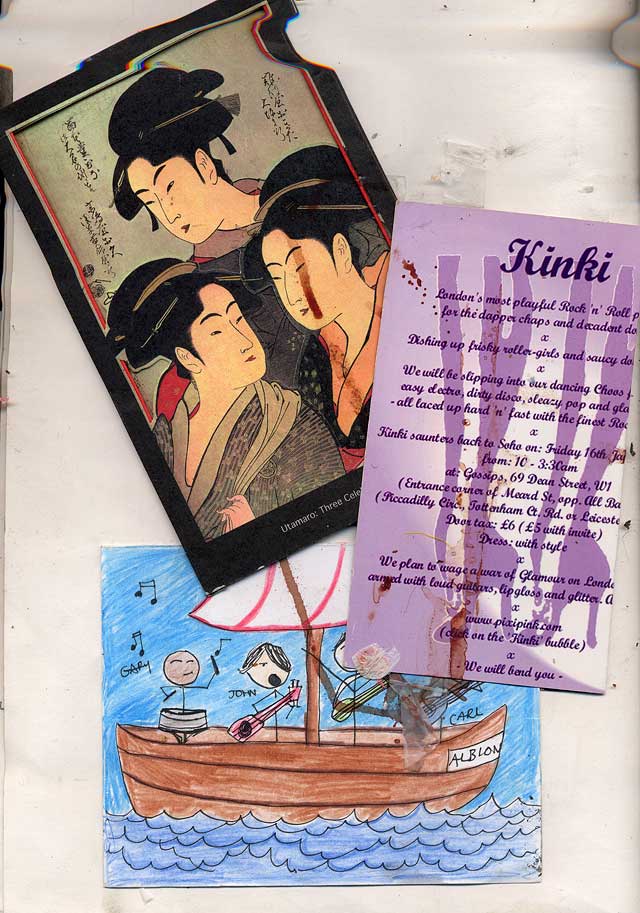 Utamaro: Three Cele
Kinki
London's most playful Rock 'n' Roll p
for the dapper chaps and decadent do
x
Dishing up frisky roller-girls and saucy do
x
We will be slipping into our dancing Choos f
easy electro, dirty disco, sleazy pop and gla
- all laced up hard 'n' fast with the finest Roc
x
Kinki saunters back to Soho on: Friday 16th
from: 10 - 3:30am
at: Gossips, 69 Dean Street, W1
(Entrance corner of Meard St, opp. All Ba
(Piccadilly Circ, Tottenham Ct. Rd. or Leiceste
Door tax: £6 (£5 with invite)
Dress: with style
x
We plan to wage a war of Glamour on Londo
armed with loud guitars, lipgloss and glitter. A
x
www.pixipink.com
(click on the 'Kinki' bubble)
x
- We will bend you -
GARY
JOHN
CARL
ALBION